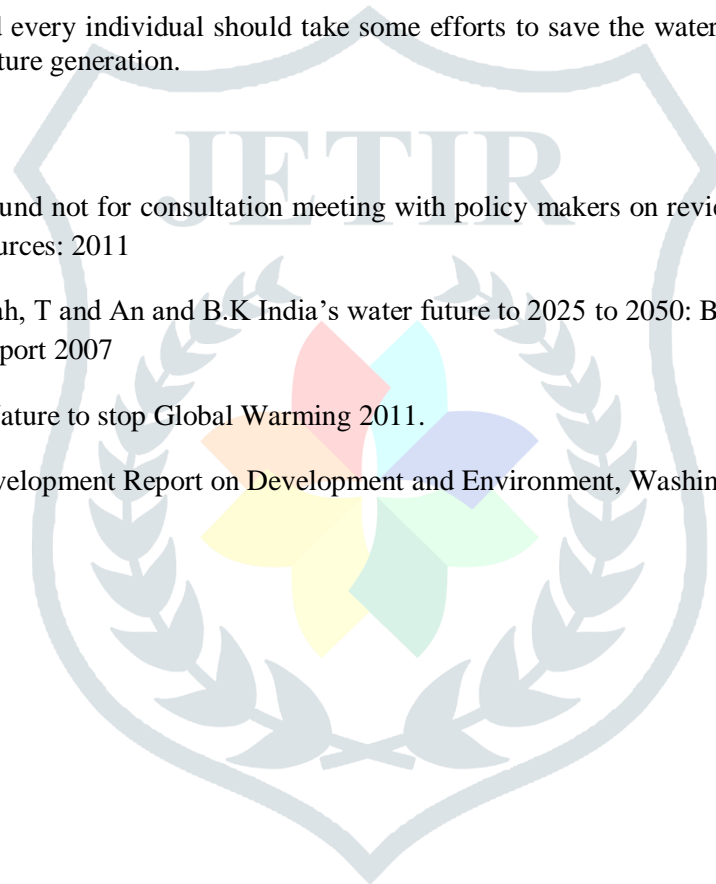 every individual should take some efforts to save the water
ture generation.
JETIR
und not for consultation meeting with policy makers on revi
urces: 2011
ah, T and An and B.K India’s water future to 2025 to 2050: B
port 2007
ature to stop Global Warming 2011.
velopment Report on Development and Environment, Washin